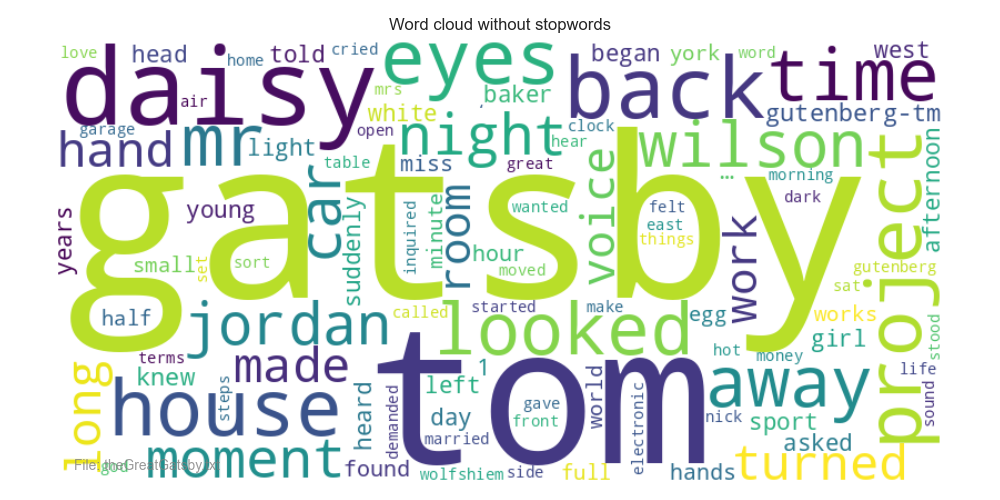 Word cloud without stopwords
love
head
home
told
cried
eyes
began
york
word
west
daisy
air
mrs
white
baker
back
time
gutenberg-tm
garage
hand
mr
light
open
night
clock
hear
wilson
...
morning
dark
table
miss
great
project
afternoon
years
young
car
suddenly
inquired
minute
room
wanted
voice
felt
east
things
work
gatsby
small
set
sort
hour
moved
gutenberg
sat
half
jordan
called
started
make
looked
egg
works
girl
stood
terms
knew
made
hot
money
life
long
house
steps
heard
demanded
left
1
tom
day
married
gave
front
world
electronic
away
nick
sport
asked
sound
god
moment
found
wolfshiem
side
full
hands
turned
File: theGreatGatsby.txt